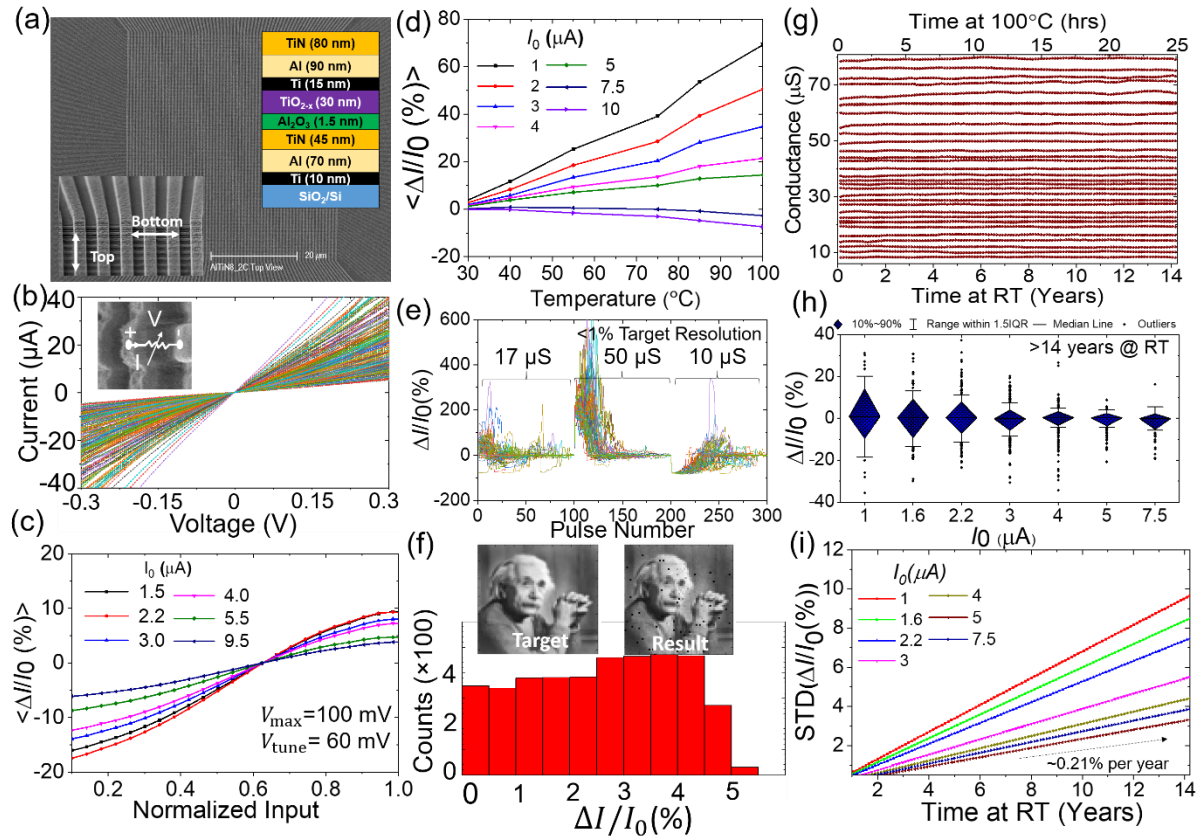 (a)
TiN (80 nm)
Al (90 nm)
Ti (15 nm)
TiO2-x (30 nm)
Al2O3 (1.5 nm)
TiN (45 nm)
Al (70 nm)
Ti (10 nm)
SiO2/Si
Bottom
Top
20 μm
AlTiN8_2C Top View
(b)
Current (μA)
40
20
0
-20
-40
V
+
-
I
-0.3 -0.15 0 0.15 0.3
Voltage (V)
(c)
<ΔI/I0 (%)>
20
10
0
-10
-20
I0 (μA)
1.5 4.0
2.2 5.5
3.0 9.5
Vmax=100 mV
Vtune= 60 mV
0.2 0.4 0.6 0.8 1.0
Normalized Input
(d)
<ΔI/I0 (%)>
80
60
40
20
0
-20
I0 (μA)
1 5
2 7.5
3 10
4
30 40 50 60 70 80 90 100
Temperature (°C)
(e)
ΔI/I0(%)
600
400
200
0
-200
<1% Target Resolution
17 μS 50 μS 10 μS
0 50 100 150 200 250 300
Pulse Number
(f)
Target Result
Counts (×100)
4
2
0
0 1 2 3 4 5
ΔI/I0(%)
(g)
Time at 100°C (hrs)
0 5 10 15 20 25
Conductance (μS)
70
50
30
10
0 2 4 6 8 10 12 14
Time at RT (Years)
(h)
10%~90% Range within 1.5IQR Median Line Outliers
>14 years @ RT
ΔI/I0 (%)
40
20
0
-20
-40
1 1.6 2.2 3 4 5 7.5
I0 (μA)
(i)
STD(ΔI/I0(%))
12
10
8
6
4
2
I0(μA)
1 4
1.6 5
2.2 7.5
3
~0.21% per year
2 4 6 8 10 12 14
Time at RT (Years)